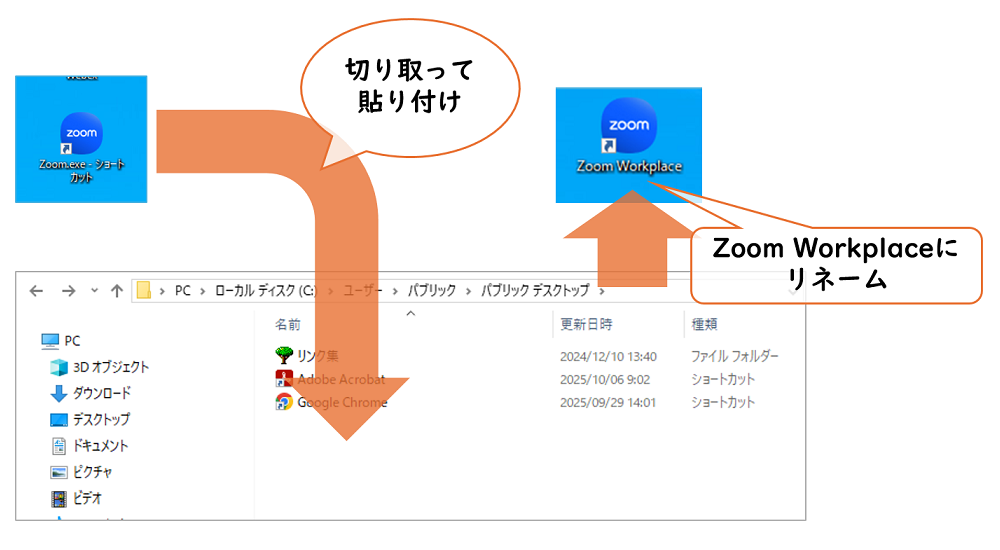 切り取って
貼り付け
zoom
Zoom.exe - ショート
カット
zoom
Zoom Workplace
Zoom Workplaceに
リネーム
PC › ローカル ディスク (C:) › ユーザー › パブリック › パブリック デスクトップ ›
名前 更新日時 種類
リンク集 2024/12/10 13:40 ファイル フォルダー
Adobe Acrobat 2025/10/06 9:02 ショートカット
Google Chrome 2025/09/29 14:01 ショートカット
PC
3D オブジェクト
ダウンロード
デスクトップ
ドキュメント
ピクチャ
ビデオ